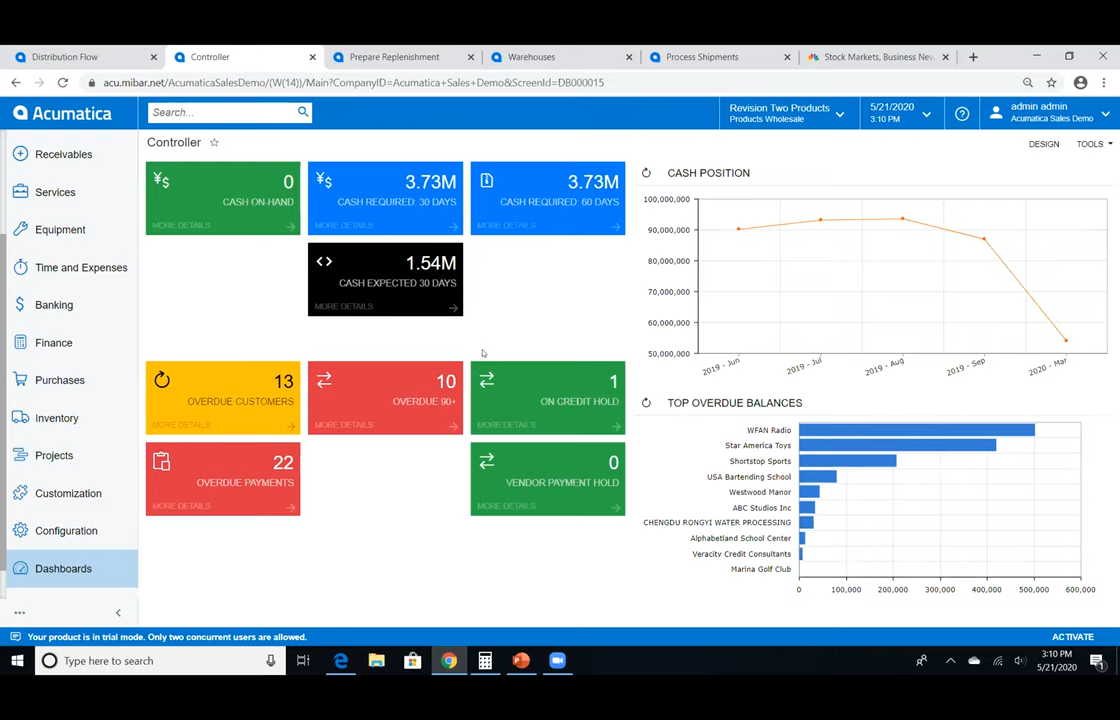 Distribution Flow
Controller
Prepare Replenishment
Warehouses
Process Shipments
Stock Markets, Business New
acu.mibar.net/AcumaticaSalesDemo/(W(14))/Main?CompanyID=Acumatica+Sales+Demo&ScreenId=DB000015
Acumatica
Search...
Revision Two Products
Products Wholesale
5/21/2020
3:10 PM
admin admin
Acumatica Sales Demo
Controller
DESIGN
TOOLS
Receivables
Services
Equipment
Time and Expenses
Banking
Finance
Purchases
Inventory
Projects
Customization
Configuration
Dashboards
¥$
0
CASH ON-HAND
MORE DETAILS
¥$
3.73M
CASH REQUIRED: 30 DAYS
MORE DETAILS
3.73M
CASH REQUIRED: 60 DAYS
MORE DETAILS
1.54M
CASH EXPECTED 30 DAYS
MORE DETAILS
13
OVERDUE CUSTOMERS
MORE DETAILS
10
OVERDUE 90+
MORE DETAILS
1
ON CREDIT HOLD
MORE DETAILS
22
OVERDUE PAYMENTS
MORE DETAILS
0
VENDOR PAYMENT HOLD
MORE DETAILS
CASH POSITION
100,000,000
90,000,000
80,000,000
70,000,000
60,000,000
50,000,000
2019 - Jun
2019 - Jul
2019 - Aug
2019 - Sep
2020 - Mar
TOP OVERDUE BALANCES
WFAN Radio
Star America Toys
Shortstop Sports
USA Bartending School
Westwood Manor
ABC Studios Inc
CHENGDU RONGYI WATER PROCESSING
Alphabetland School Center
Veracity Credit Consultants
Marina Golf Club
0
100,000
200,000
300,000
400,000
500,000
600,000
Your product is in trial mode. Only two concurrent users are allowed.
ACTIVATE
Type here to search
3:10 PM
5/21/2020
1